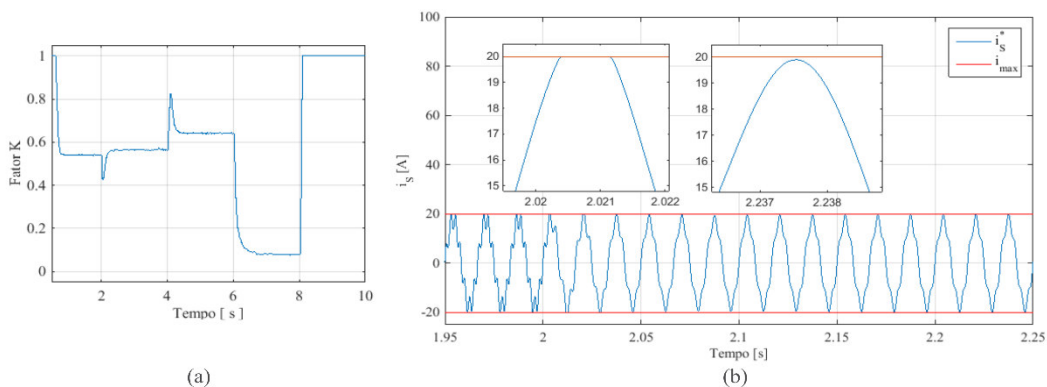 1
0.8
0.6
0.4
0.2
0
Fator K
2 4 6 8 10
Tempo [ s]
(a)
100
80
60
40
20
0
-20
i_S [A]
1.95 2 2.05 2.1 2.15 2.2 2.25
Tempo [s]
i_S^*
i_max
20
19
18
17
16
15
2.02 2.021 2.022
20
19
18
17
16
15
2.237 2.238
(b)